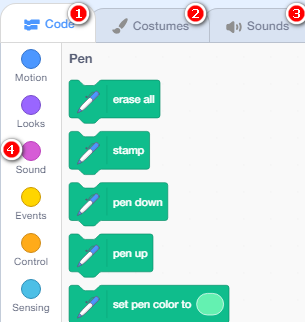 Code 1 Costumes 2 Sounds 3
Motion
Looks
4 Sound
Events
Control
Sensing
Pen
erase all
stamp
pen down
pen up
set pen color to